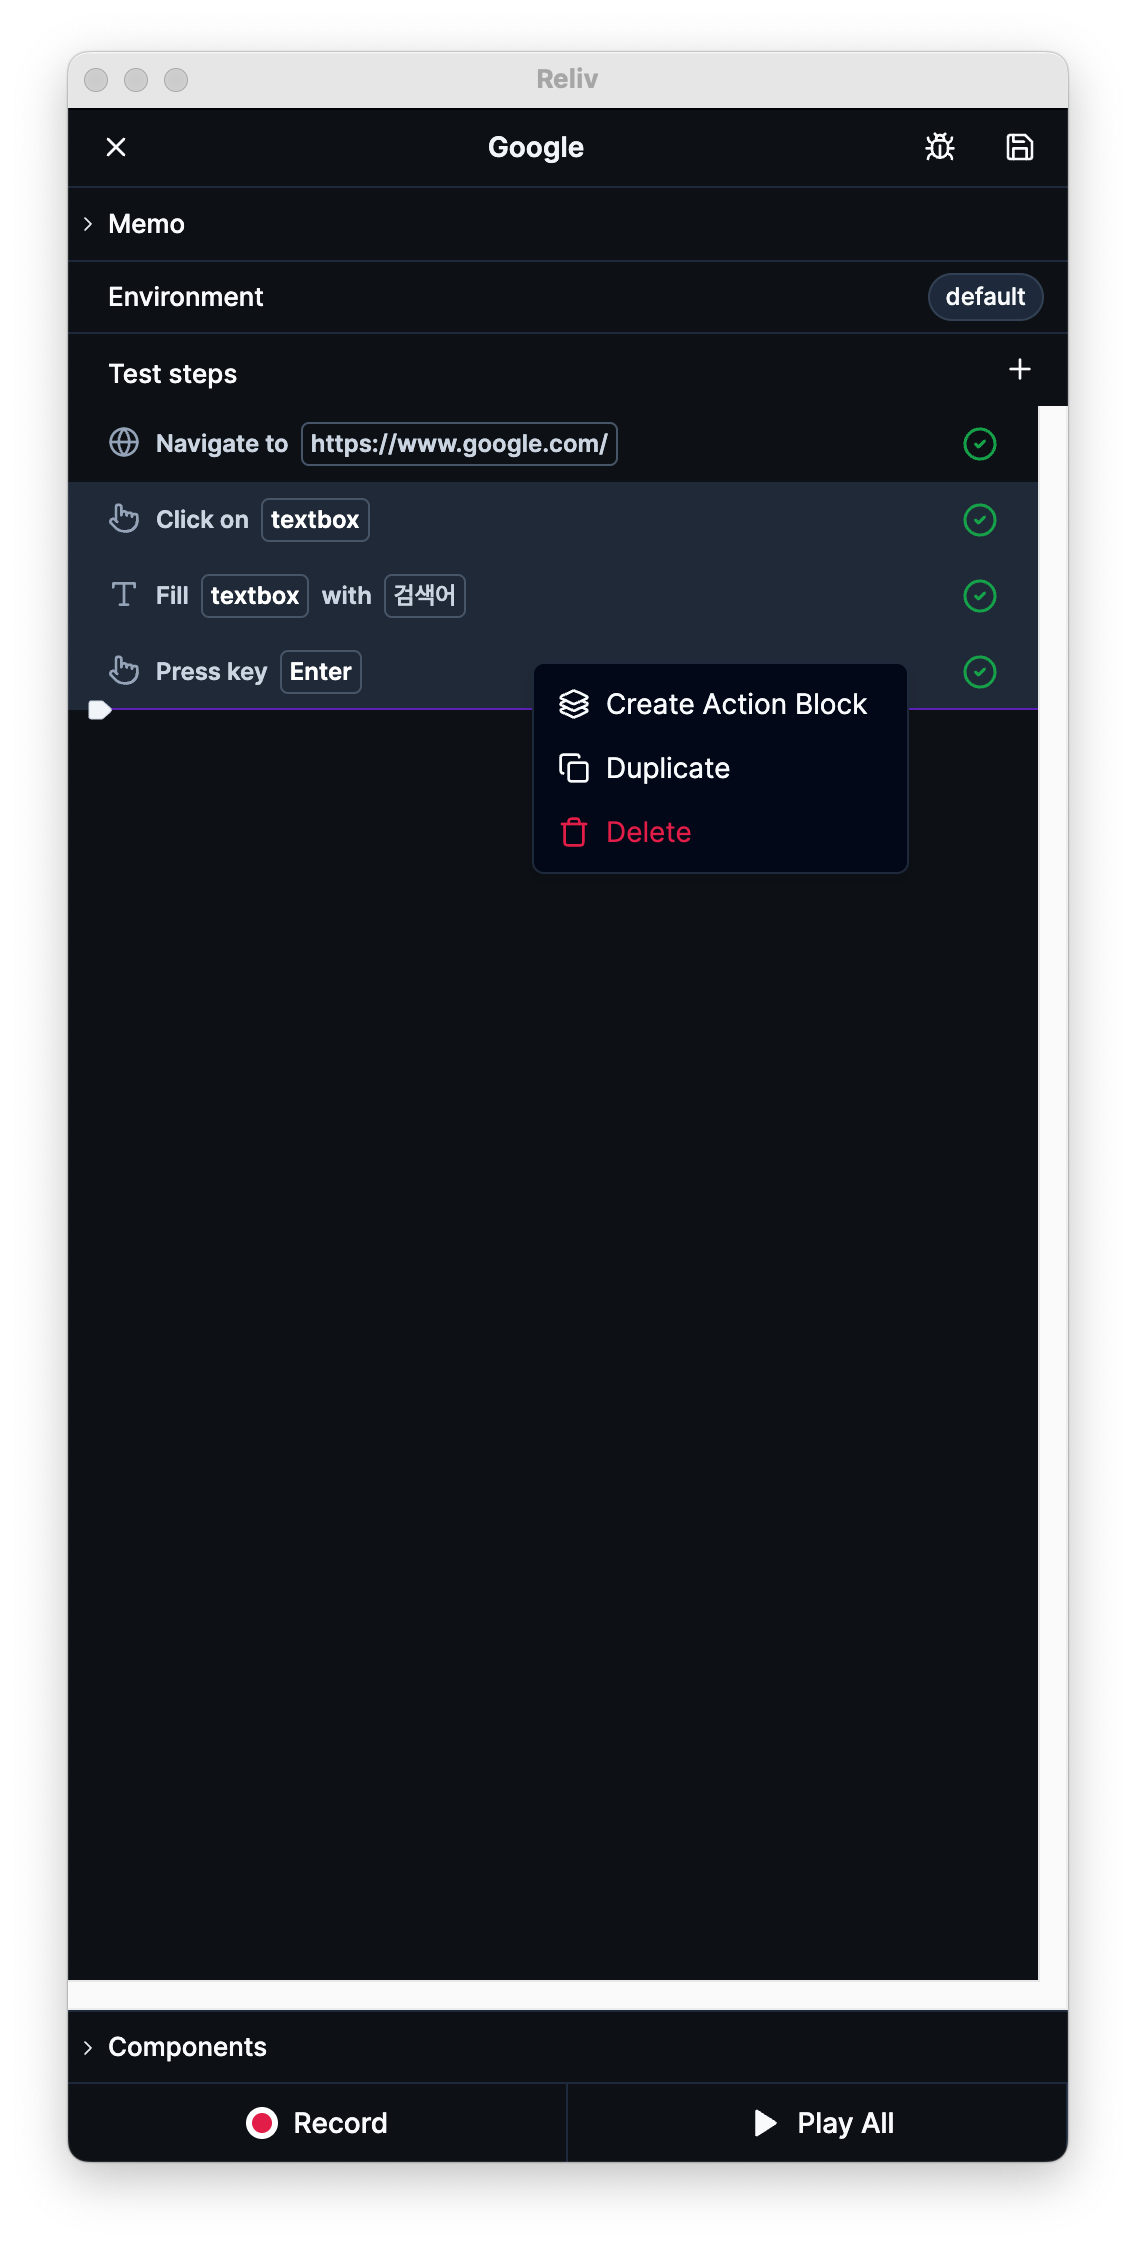 Reliv
Google
Memo
Environment default
Test steps
Navigate to https://www.google.com/
Click on textbox
Fill textbox with 검색어
Press key Enter
Create Action Block
Duplicate
Delete
Components
Record Play All